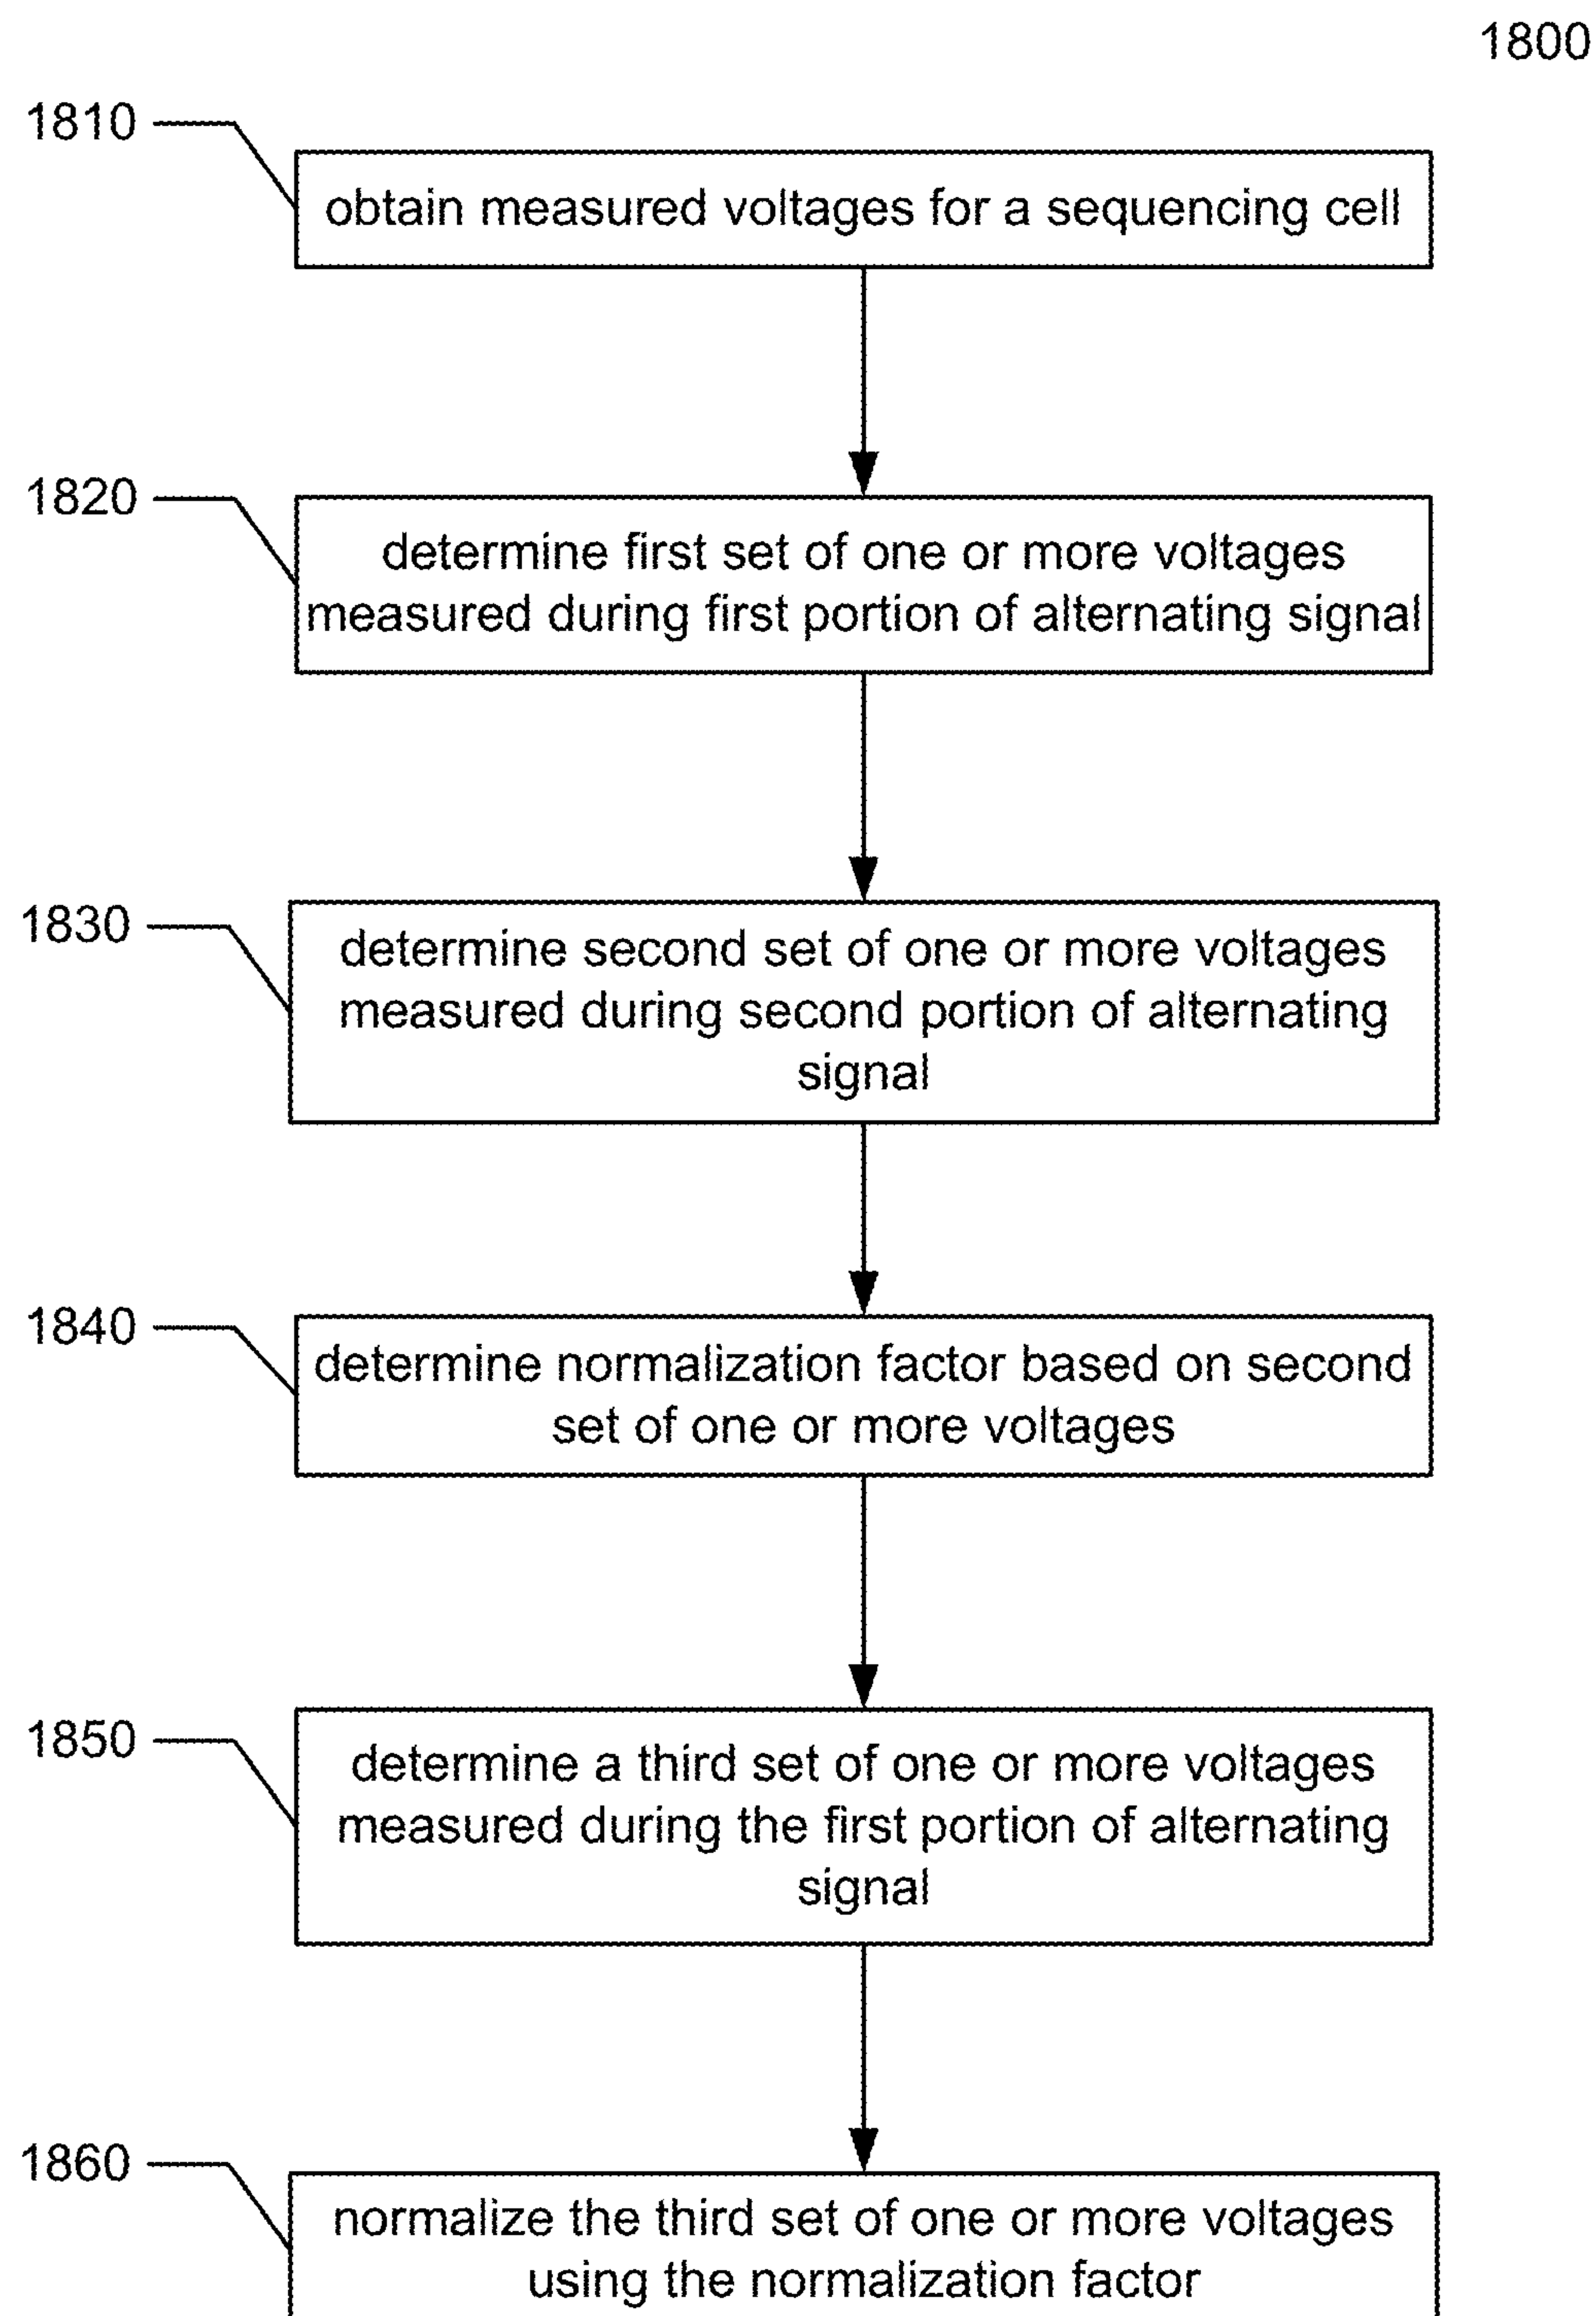 1800
1810
obtain measured voltages for a sequencing cell
1820
determine first set of one or more voltages
measured during first portion of alternating signal
1830
determine second set of one or more voltages
measured during second portion of alternating
signal
1840
determine normalization factor based on second
set of one or more voltages
1850
determine a third set of one or more voltages
measured during the first portion of alternating
signal
1860
normalize the third set of one or more voltages
using the normalization factor